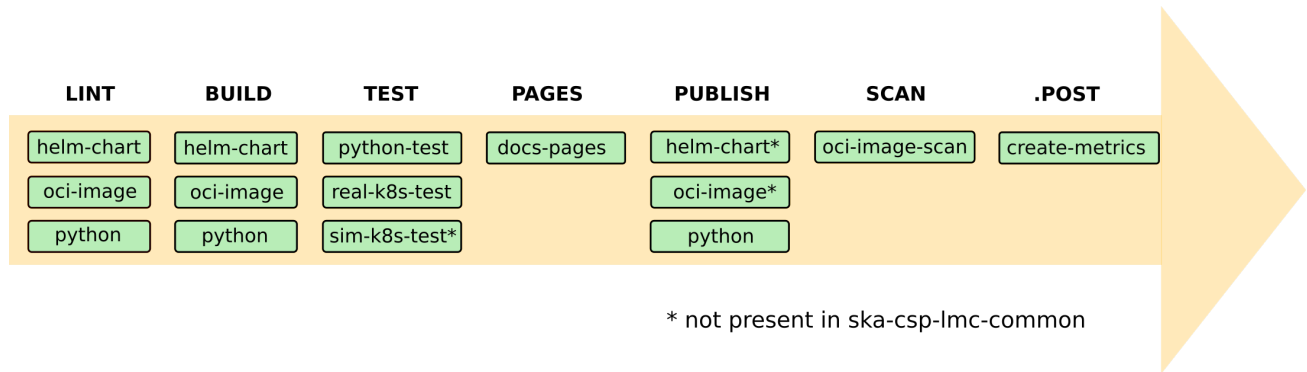 LINT BUILD TEST PAGES PUBLISH SCAN .POST
helm-chart helm-chart python-test docs-pages helm-chart* oci-image-scan create-metrics
oci-image oci-image real-k8s-test oci-image*
python python sim-k8s-test* python
* not present in ska-csp-lmc-common